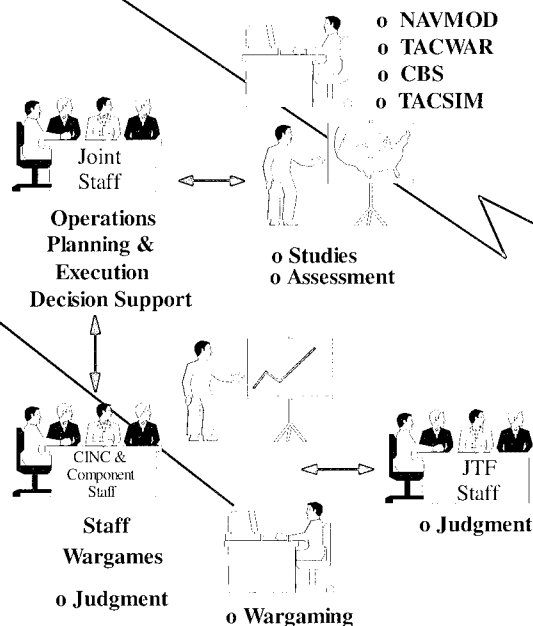 o NAVMOD
o TACWAR
o CBS
o TACSIM
Joint
Staff
Operations
Planning &
Execution
Decision Support
o Studies
o Assessment
CINC &
Component
Staff
Staff
Wargames
o Judgment
JTF
Staff
o Judgment
o Wargaming